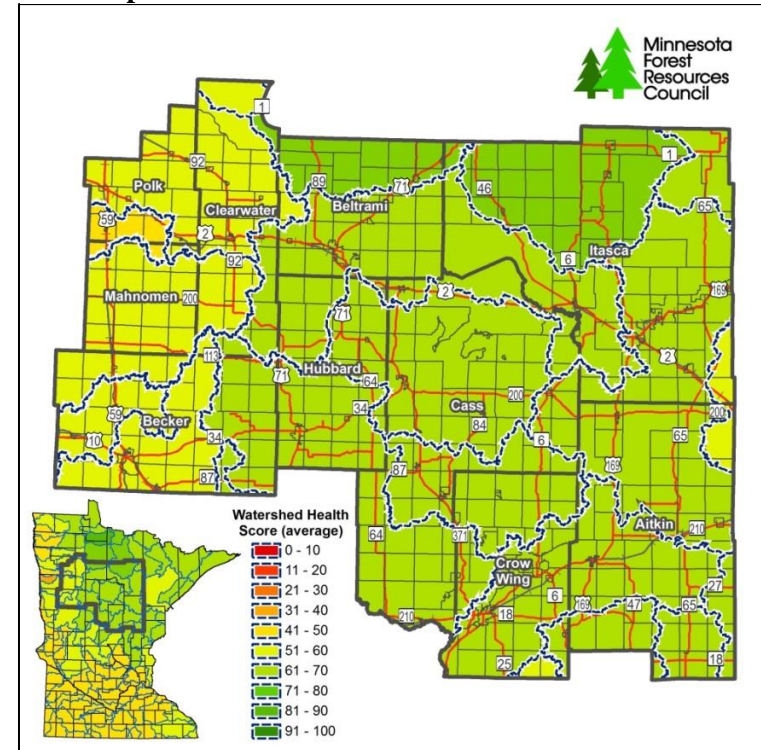 Minnesota
Forest
Resources
Council
1
92
Polk
89
71
46
1
Clearwater
Beltrami
65
59
2
6
Itasca
92
Mahnomen
200
2
169
71
113
2
71
Hubbard
64
Cass
200
Becker
59
34
84
200
10
34
6
65
87
87
169
Watershed Health
Score (average)
0 - 10
11 - 20
21 - 30
31 - 40
41 - 50
51 - 60
61 - 70
71 - 80
81 - 90
91 - 100
64
371
Aitkin
210
Crow
Wing
6
27
210
18
169
47
65
25
18